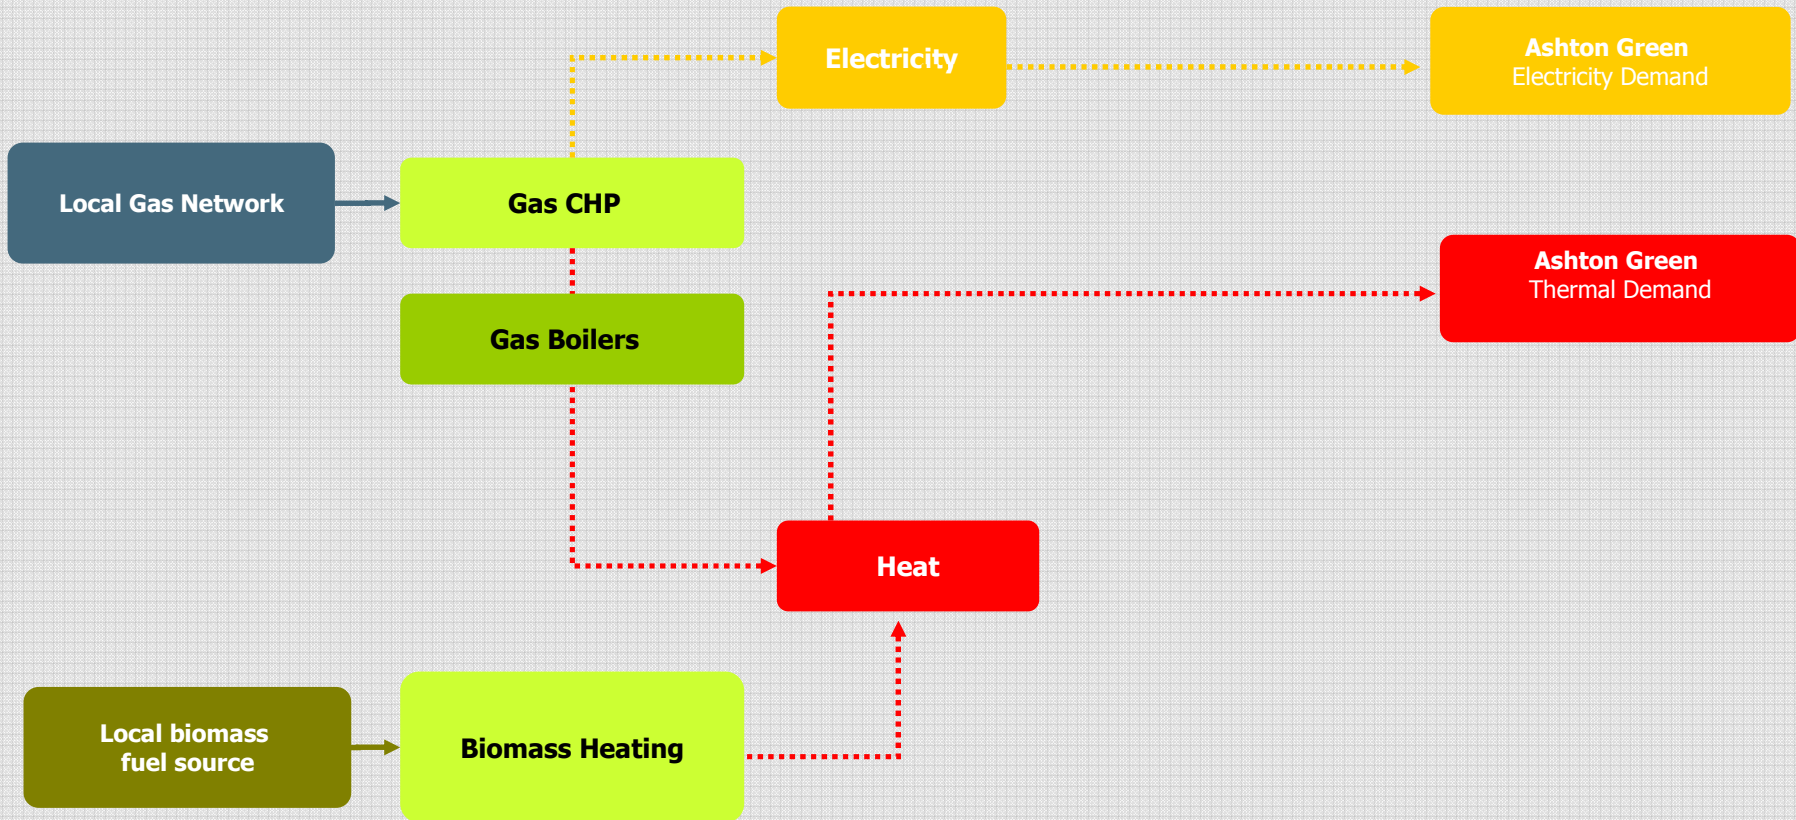 Electricity
Ashton Green
Electricity Demand
Local Gas Network
Gas CHP
Ashton Green
Thermal Demand
Gas Boilers
Heat
Local biomass
fuel source
Biomass Heating